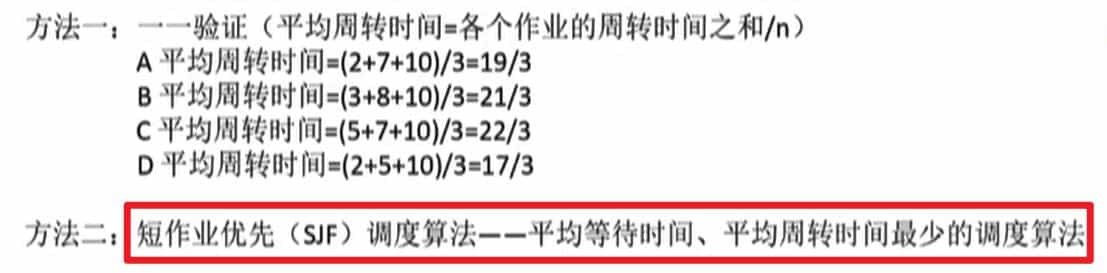 方法一：一一验证（平均周转时间=各个作业的周转时间之和/n）
A 平均周转时间=(2+7+10)/3=19/3
B 平均周转时间=(3+8+10)/3=21/3
C 平均周转时间=(5+7+10)/3=22/3
D 平均周转时间=(2+5+10)/3=17/3
方法二：短作业优先（SJF）调度算法——平均等待时间、平均周转时间最少的调度算法